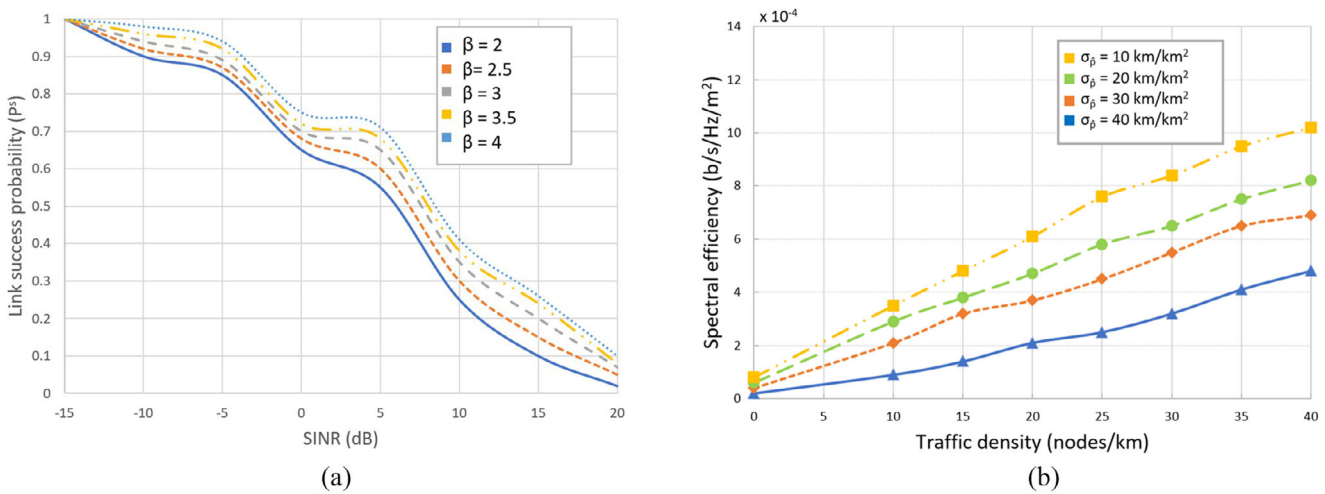 1
0.9
0.8
0.7
0.6
0.5
0.4
0.3
0.2
0.1
0
-15
-10
-5
0
5
10
15
20
Link success probability (Pˢ)
SINR (dB)
β = 2
β= 2.5
β = 3
β = 3.5
β = 4
(a)
x 10⁻⁴
14
12
10
8
6
4
2
0
0
5
10
15
20
25
30
35
40
Spectral efficiency (b/s/Hz/m²)
Traffic density (nodes/km)
σρ̂ = 10 km/km²
σρ̂ = 20 km/km²
σρ̂ = 30 km/km²
σρ̂ = 40 km/km²
(b)